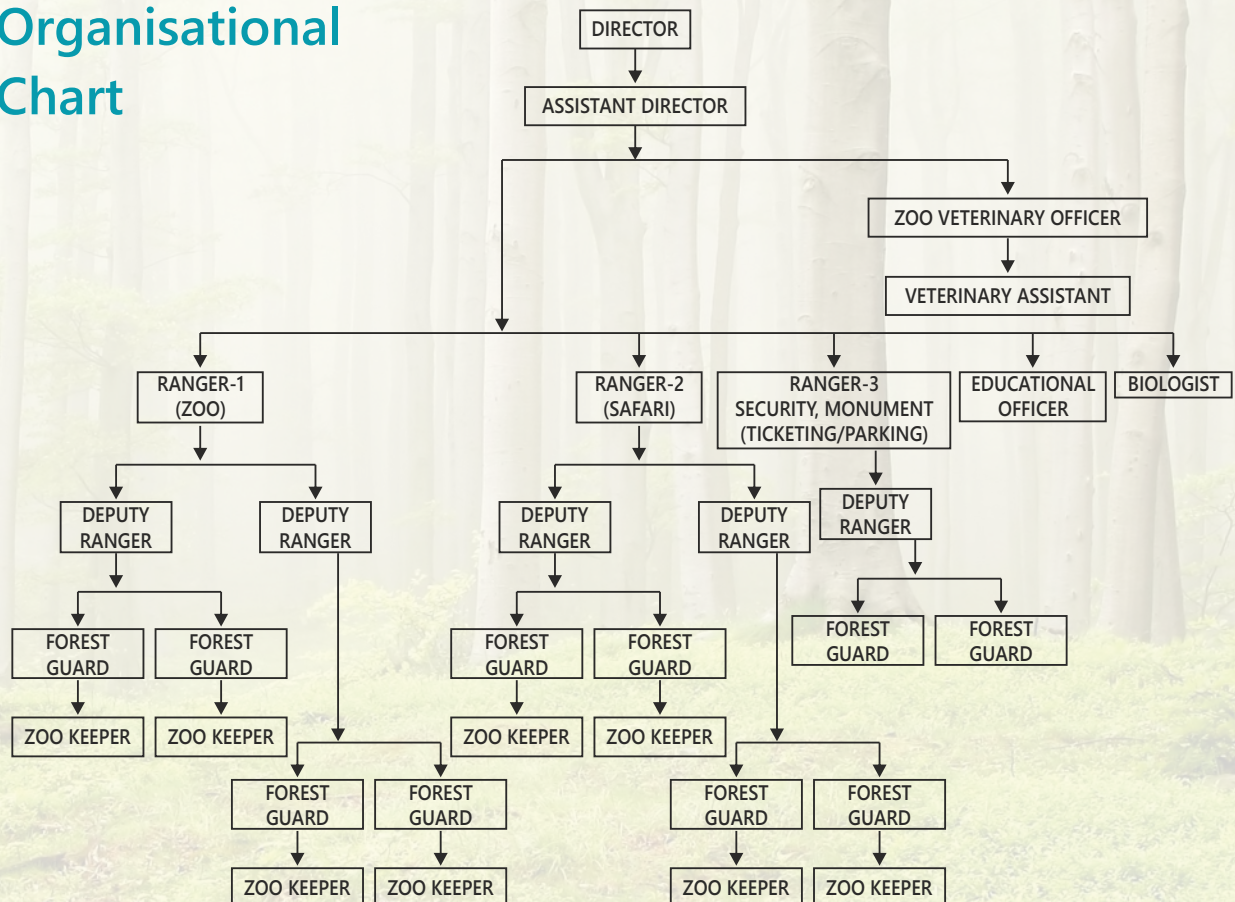 Organisational
Chart
DIRECTOR
ASSISTANT DIRECTOR
ZOO VETERINARY OFFICER
VETERINARY ASSISTANT
RANGER-1
(ZOO)
RANGER-2
(SAFARI)
RANGER-3
SECURITY, MONUMENT
(TICKETING/PARKING)
EDUCATIONAL
OFFICER
BIOLOGIST
DEPUTY
RANGER
DEPUTY
RANGER
DEPUTY
RANGER
DEPUTY
RANGER
DEPUTY
RANGER
FOREST
GUARD
FOREST
GUARD
FOREST
GUARD
FOREST
GUARD
FOREST
GUARD
FOREST
GUARD
ZOO KEEPER
ZOO KEEPER
ZOO KEEPER
ZOO KEEPER
FOREST
GUARD
FOREST
GUARD
FOREST
GUARD
FOREST
GUARD
ZOO KEEPER
ZOO KEEPER
ZOO KEEPER
ZOO KEEPER